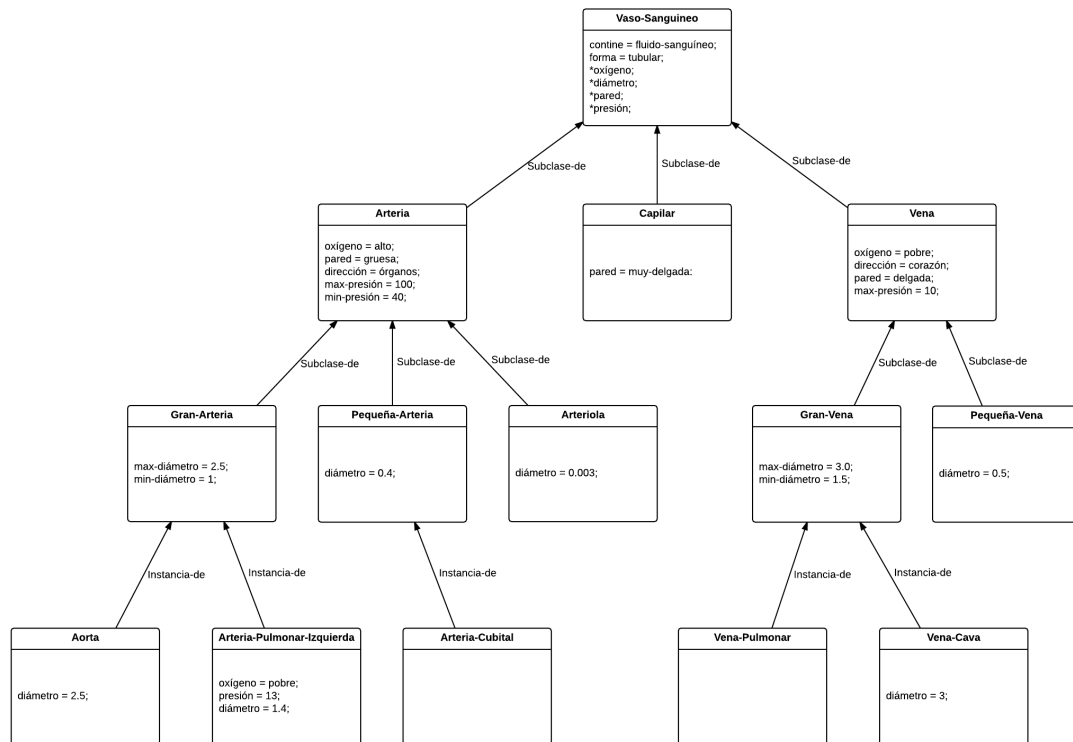 Vaso-Sanguineo
contine = fluido-sanguíneo;
forma = tubular;
*oxígeno;
*diámetro;
*pared;
*presión;
Subclase-de
Subclase-de
Subclase-de
Arteria
oxígeno = alto;
pared = gruesa;
dirección = órganos;
max-presión = 100;
min-presión = 40;
Capilar
pared = muy-delgada:
Vena
oxígeno = pobre;
dirección = corazón;
pared = delgada;
max-presión = 10;
Subclase-de
Subclase-de
Subclase-de
Subclase-de
Subclase-de
Gran-Arteria
max-diámetro = 2.5;
min-diámetro = 1;
Pequeña-Arteria
diámetro = 0.4;
Arteriola
diámetro = 0.003;
Gran-Vena
max-diámetro = 3.0;
min-diámetro = 1.5;
Pequeña-Vena
diámetro = 0.5;
Instancia-de
Instancia-de
Instancia-de
Instancia-de
Instancia-de
Aorta
diámetro = 2.5;
Arteria-Pulmonar-Izquierda
oxígeno = pobre;
presión = 13;
diámetro = 1.4;
Arteria-Cubital
Vena-Pulmonar
Vena-Cava
diámetro = 3;